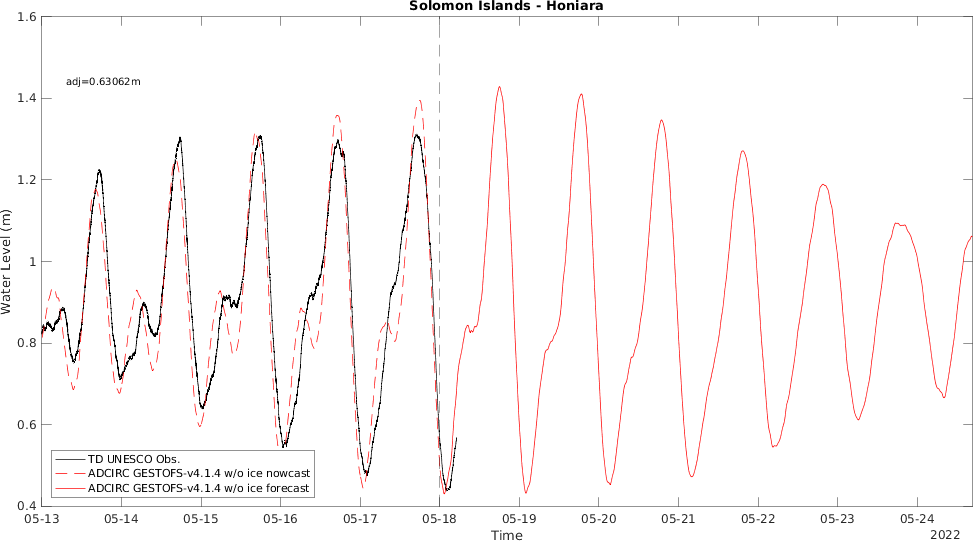 Solomon Islands - Honiara
1.6
1.4
1.2
1
0.8
0.6
0.4
Water Level (m)
adj=0.63062m
TD UNESCO Obs.
ADCIRC GESTOFS-v4.1.4 w/o ice nowcast
ADCIRC GESTOFS-v4.1.4 w/o ice forecast
05-13 05-14 05-15 05-16 05-17 05-18 05-19 05-20 05-21 05-22 05-23 05-24
Time
2022